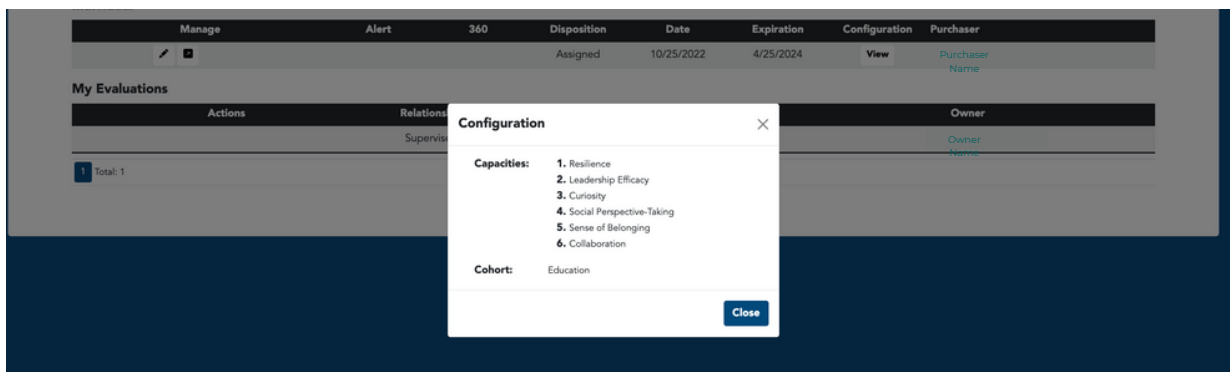 Manage Alert 360 Disposition Date Expiration Configuration Purchaser
Assigned 10/25/2022 4/25/2024 View Purchaser
Name
My Evaluations
Actions Owner
Owner
Name
1 Total: 1
Configuration
Capacities: 1. Resilience
2. Leadership Efficacy
3. Curiosity
4. Social Perspective-Taking
5. Sense of Belonging
6. Collaboration
Cohort: Education
Close